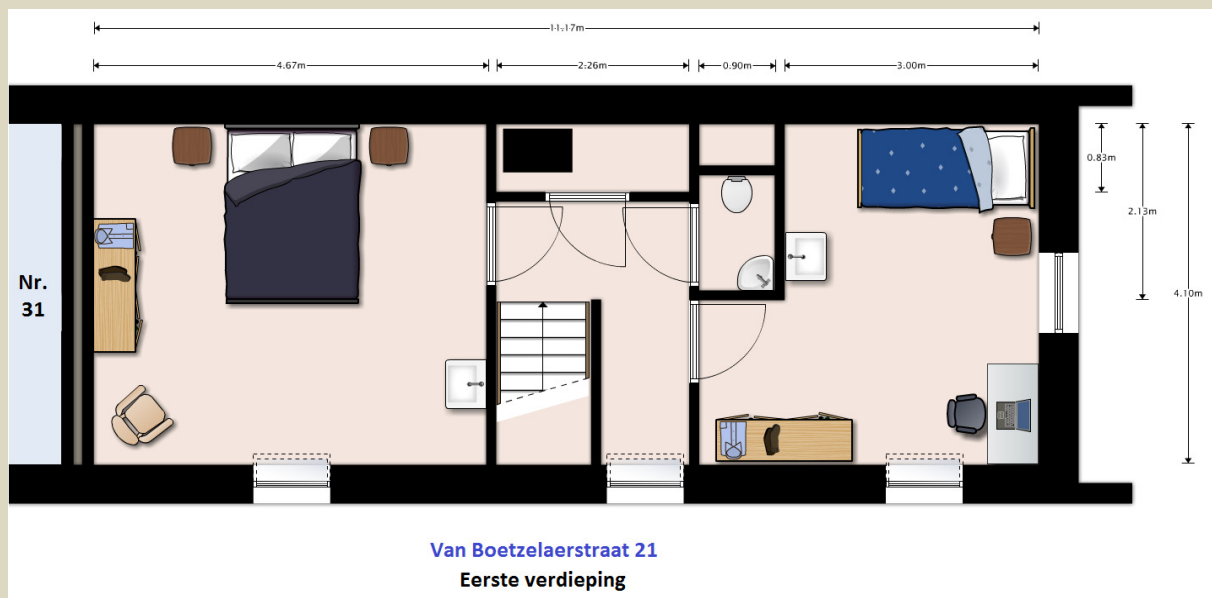 11.17m
4.67m
2.26m
0.90m
3.00m
0.83m
2.13m
4.10m
Nr.
31
Van Boetzelaerstraat 21
Eerste verdieping